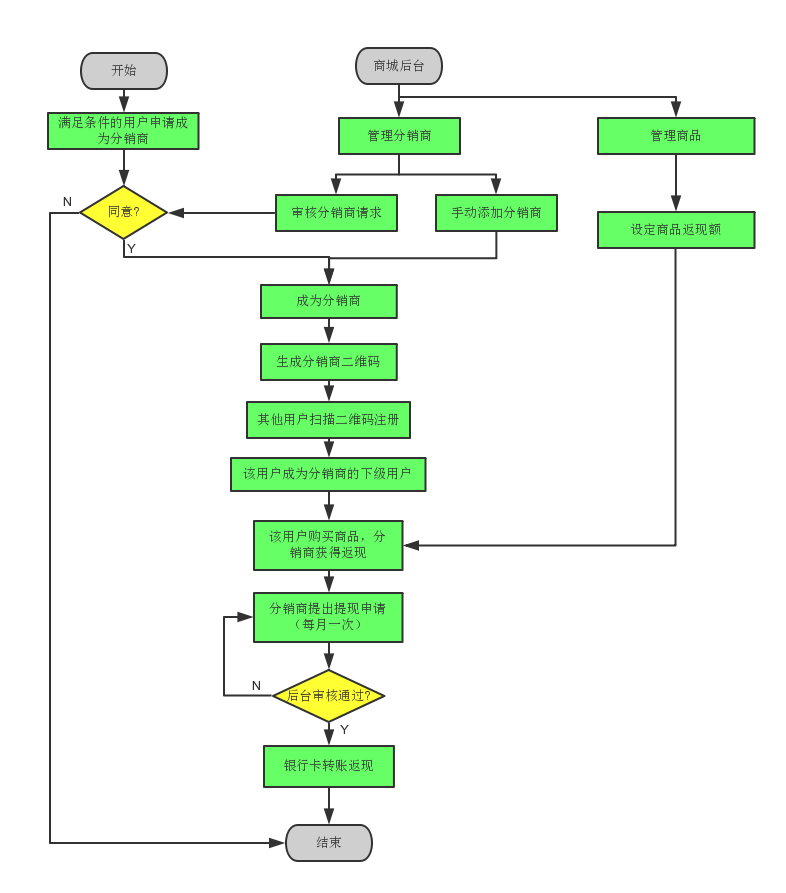 开始
商城后台
满足条件的用户申请成
为分销商
管理分销商
管理商品
N
同意?
审核分销商请求
手动添加分销商
设定商品返现额
Y
成为分销商
生成分销商二维码
其他用户扫描二维码注册
该用户成为分销商的下级用户
该用户购买商品，分
销商获得返现
分销商提出提现申请
（每月一次）
N
后台审核通过?
Y
银行卡转账返现
结束